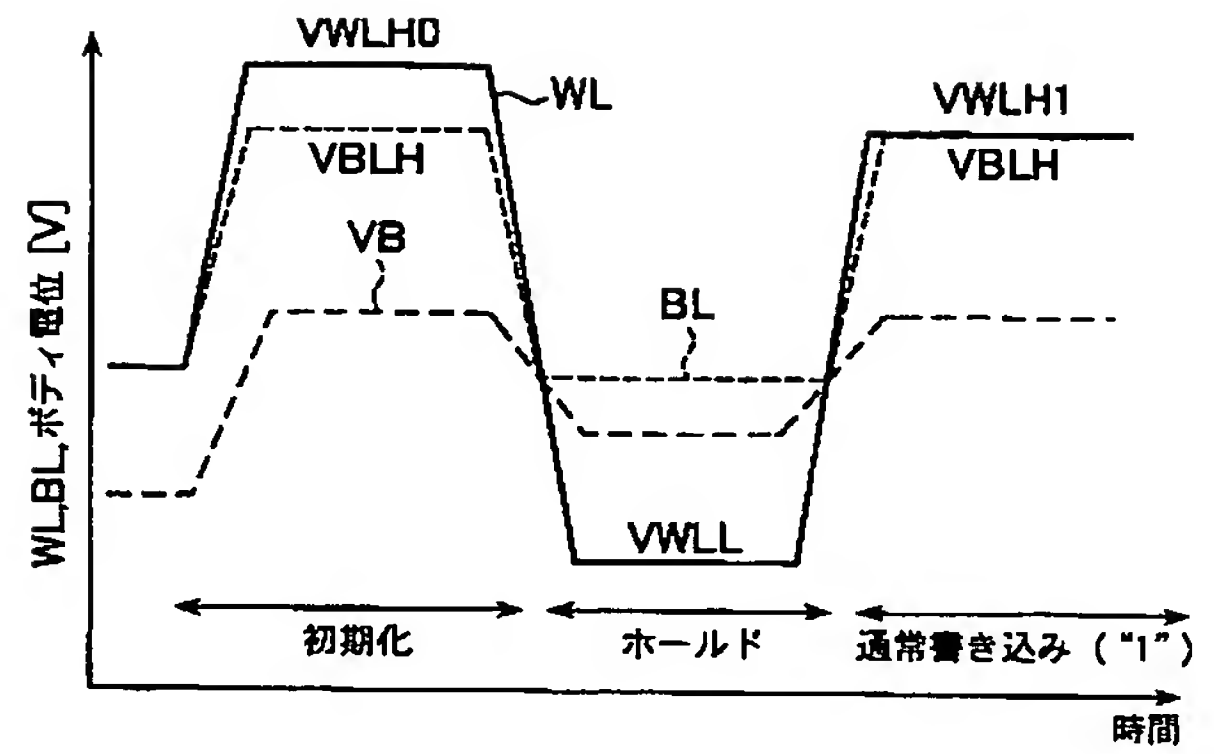 VWLH0
WL
VBLH
VB
VWLH1
VBLH
BL
VWLL
WL,BL,ボディ電位 [V]
初期化
ホールド
通常書き込み ("1")
時間